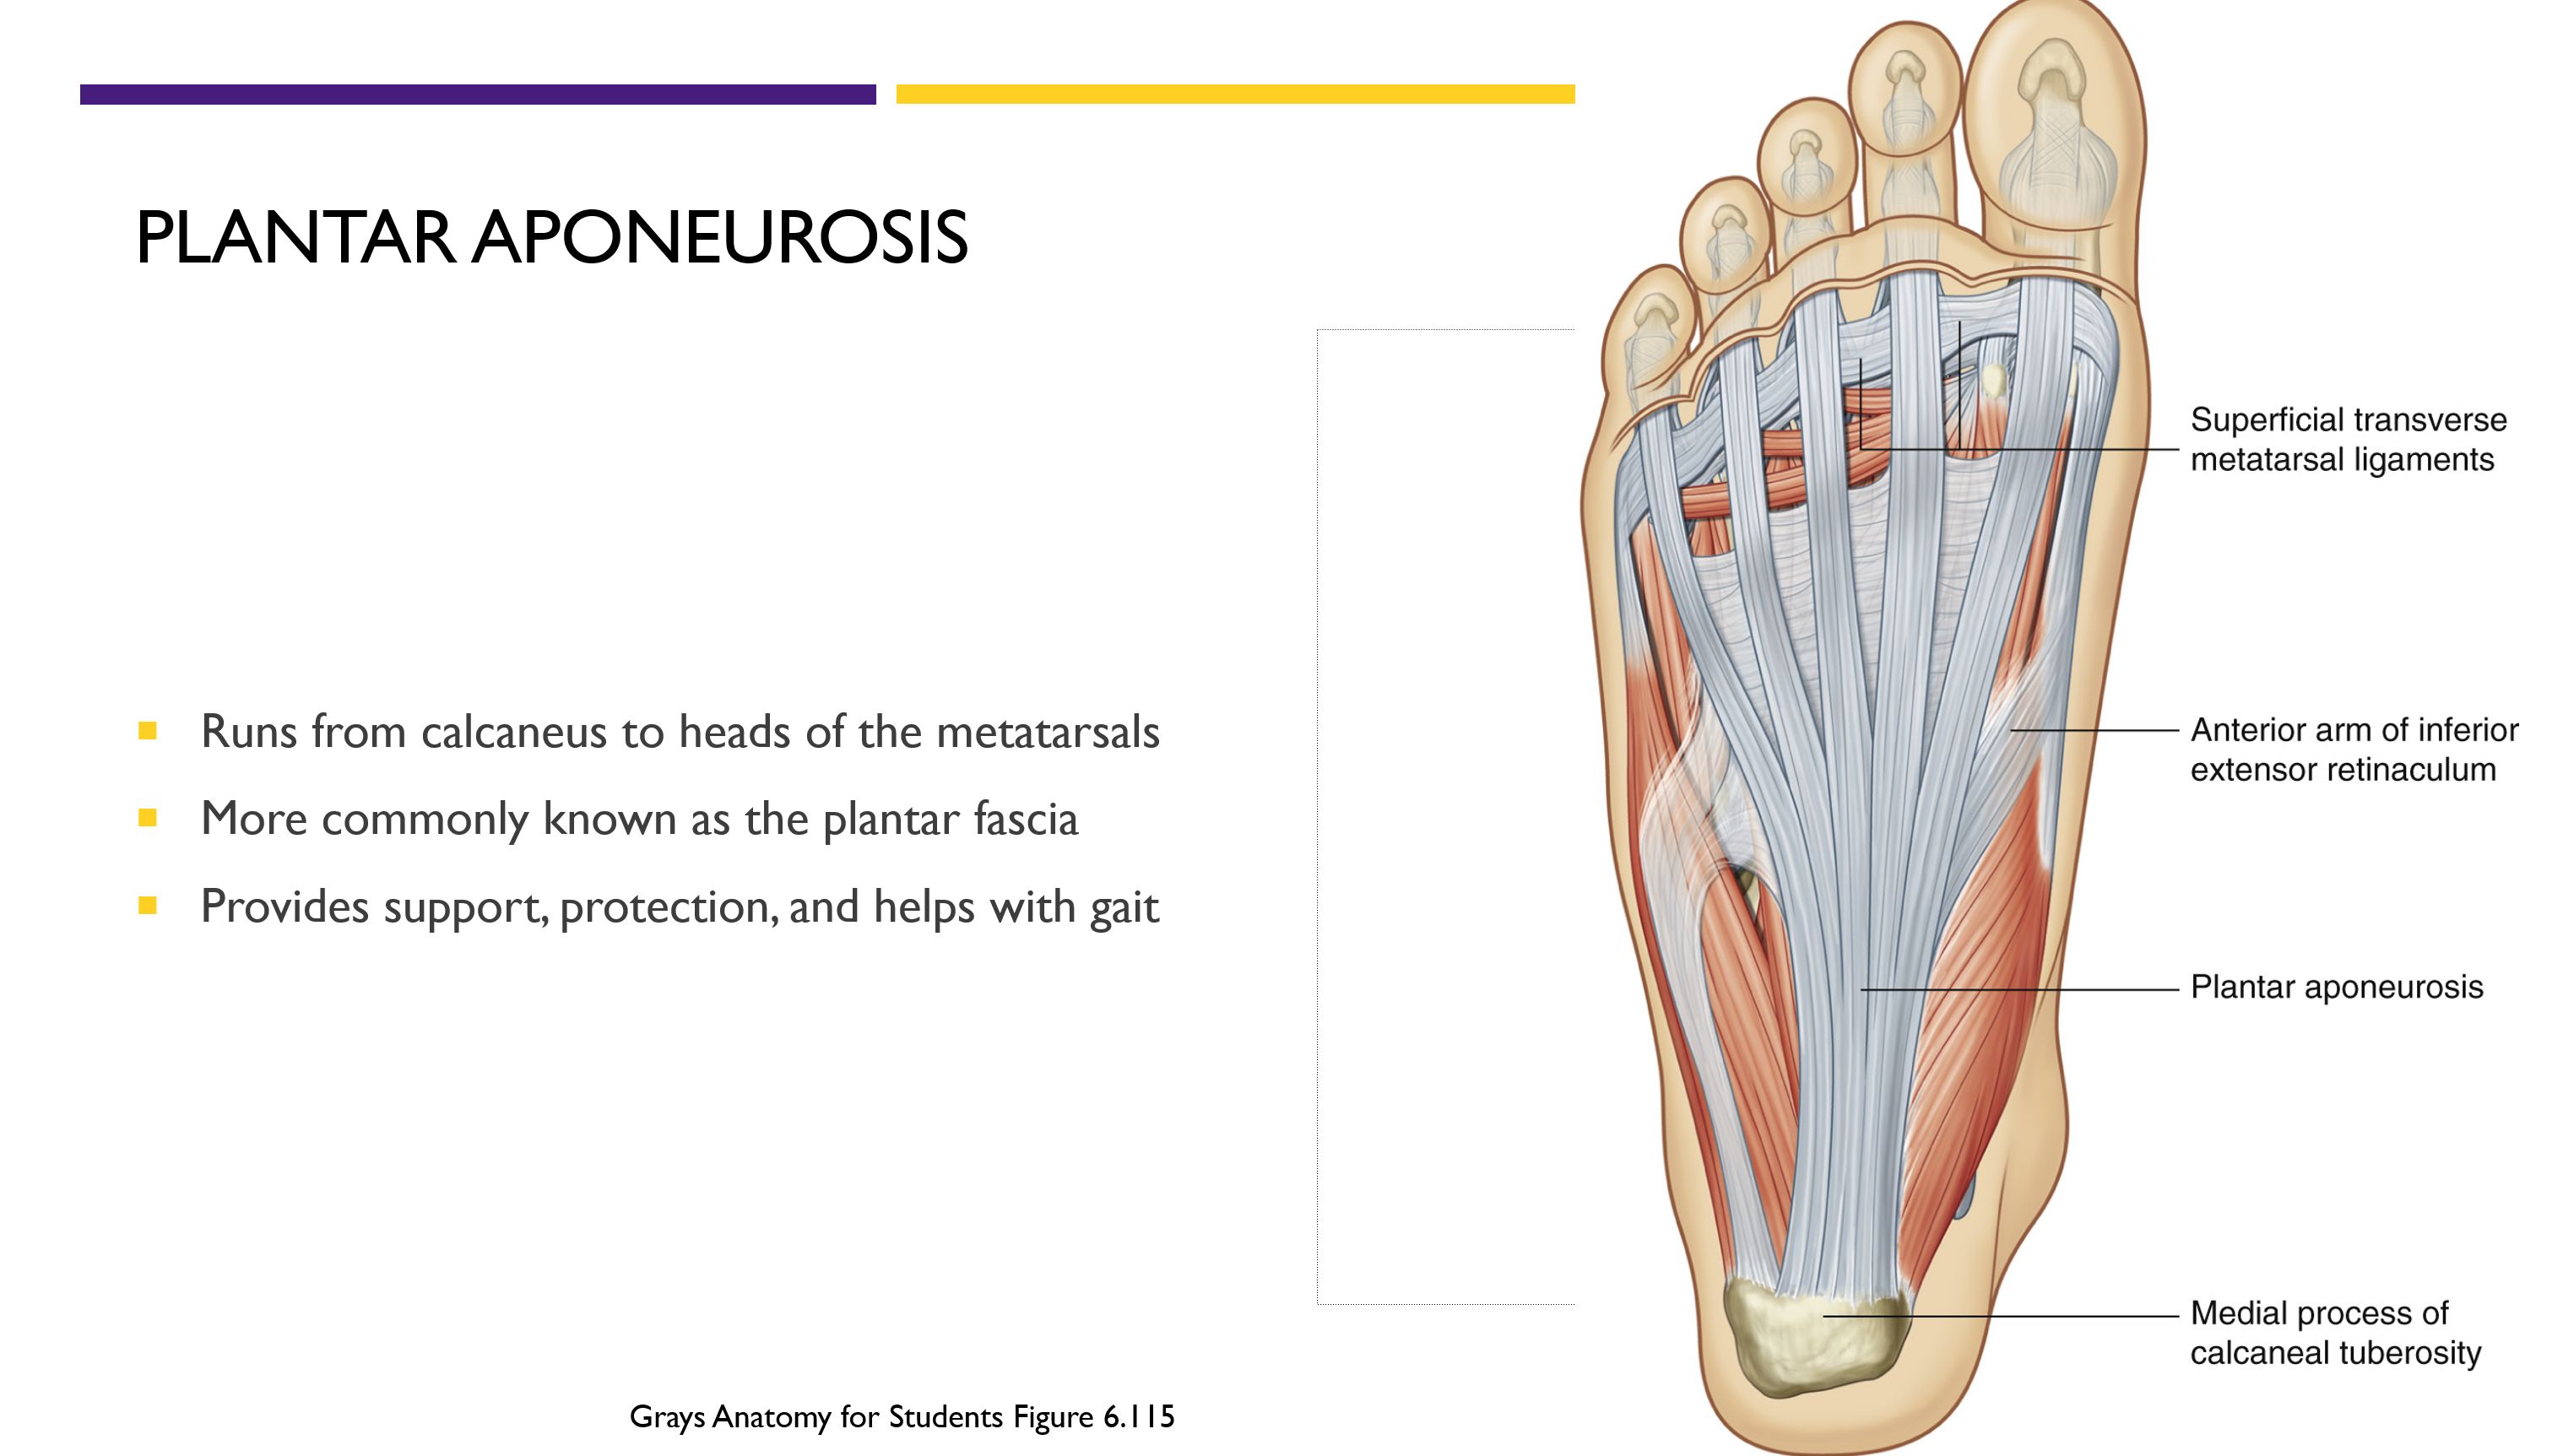 PLANTAR APONEUROSIS
Runs from calcaneus to heads of the metatarsals
More commonly known as the plantar fascia
Provides support, protection, and helps with gait
Superficial transverse
metatarsal ligaments
Anterior arm of inferior
extensor retinaculum
Plantar aponeurosis
Medial process of
calcaneal tuberosity
Grays Anatomy for Students Figure 6.115